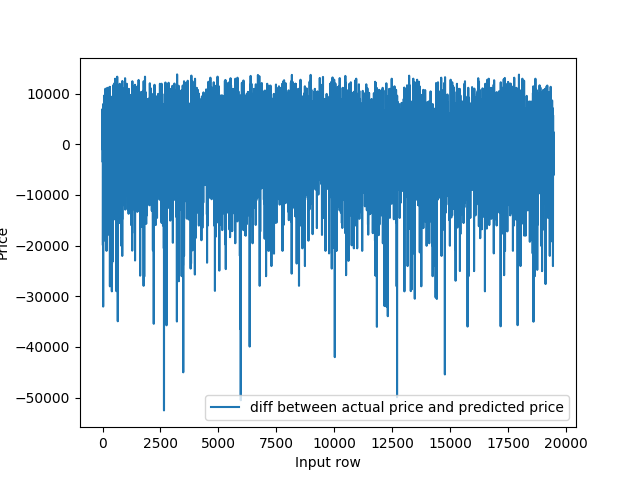 10000
0
−10000
−20000
−30000
−40000
−50000
Price
diff between actual price and predicted price
0 2500 5000 7500 10000 12500 15000 17500 20000
Input row